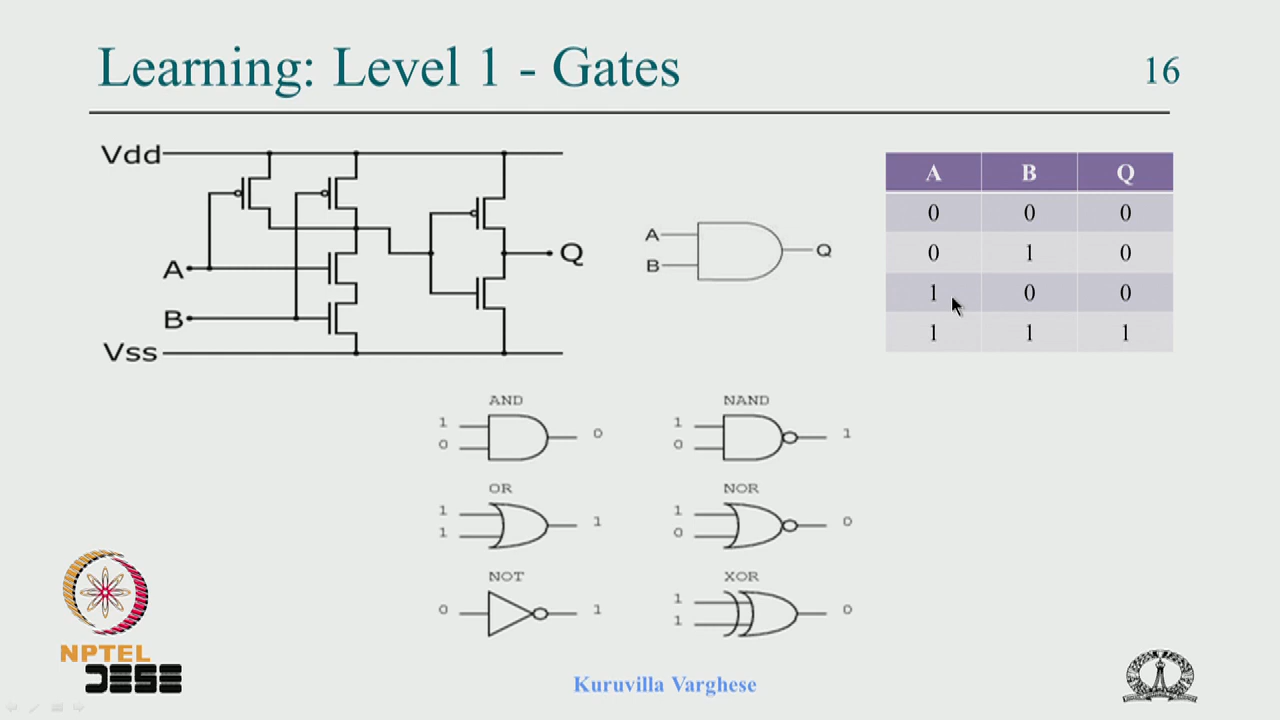 Learning: Level 1 - Gates
16
Vdd
A
B
Vss
Q
A
B
Q
A B Q
0 0 0
0 1 0
1 0 0
1 1 1
AND
1
0
0
NAND
1
0
1
OR
1
1
1
NOR
1
0
0
NOT
0
1
XOR
1
1
0
NPTEL
DESE
Kuruvilla Varghese